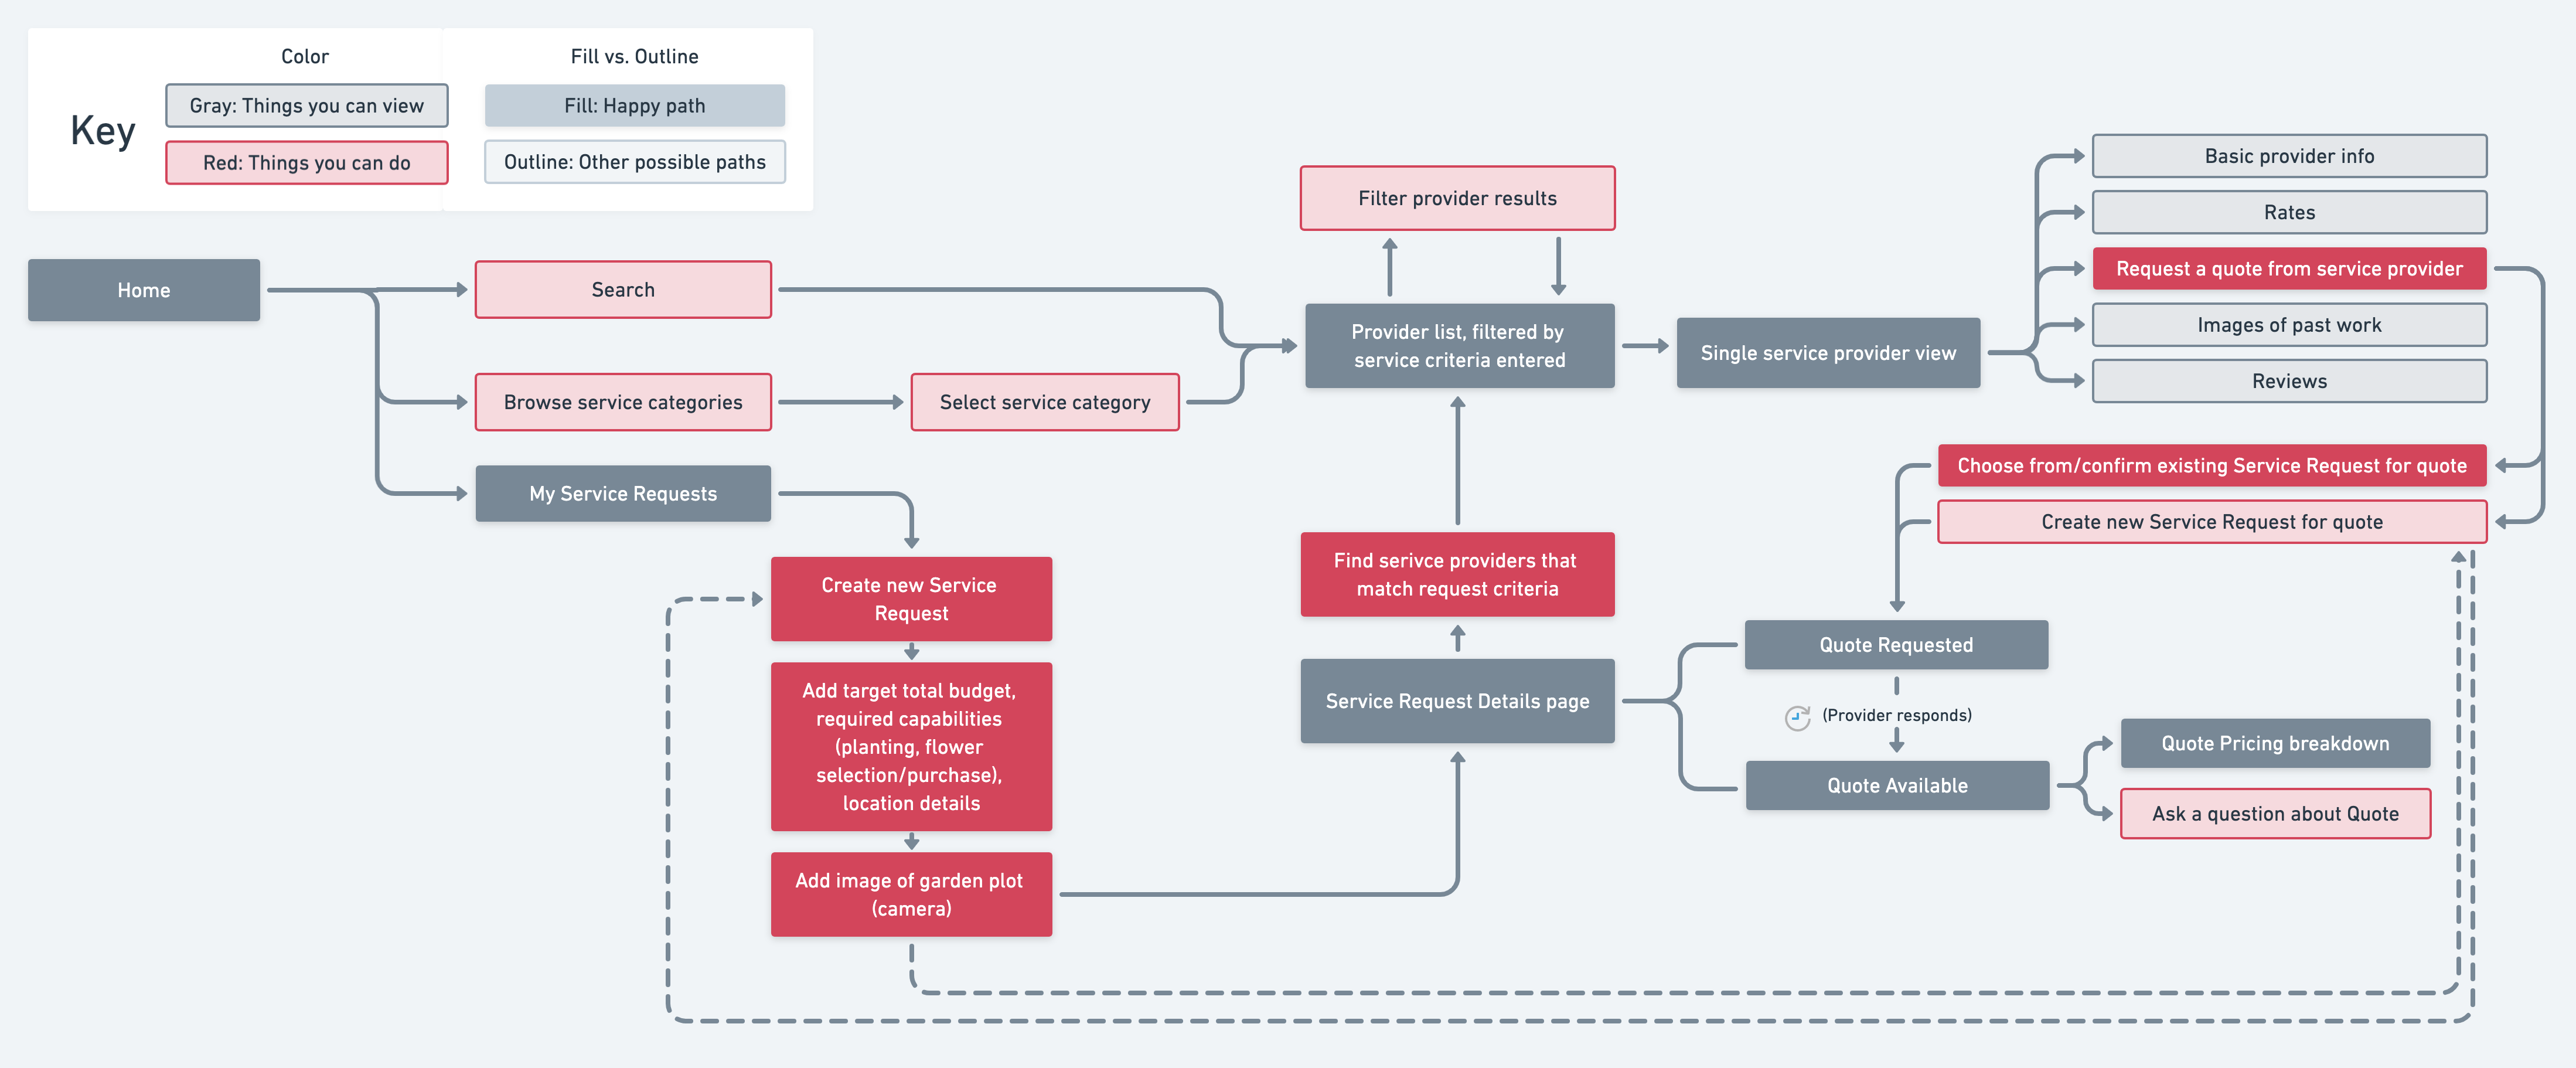 Key
Color
Gray: Things you can view
Red: Things you can do
Fill vs. Outline
Fill: Happy path
Outline: Other possible paths
Home
Search
Browse service categories
Select service category
My Service Requests
Create new Service
Request
Add target total budget,
required capabilities
(planting, flower
selection/purchase),
location details
Add image of garden plot
(camera)
Filter provider results
Provider list, filtered by
service criteria entered
Find serivce providers that
match request criteria
Service Request Details page
Single service provider view
Basic provider info
Rates
Request a quote from service provider
Images of past work
Reviews
Choose from/confirm existing Service Request for quote
Create new Service Request for quote
Quote Requested
(Provider responds)
Quote Available
Quote Pricing breakdown
Ask a question about Quote